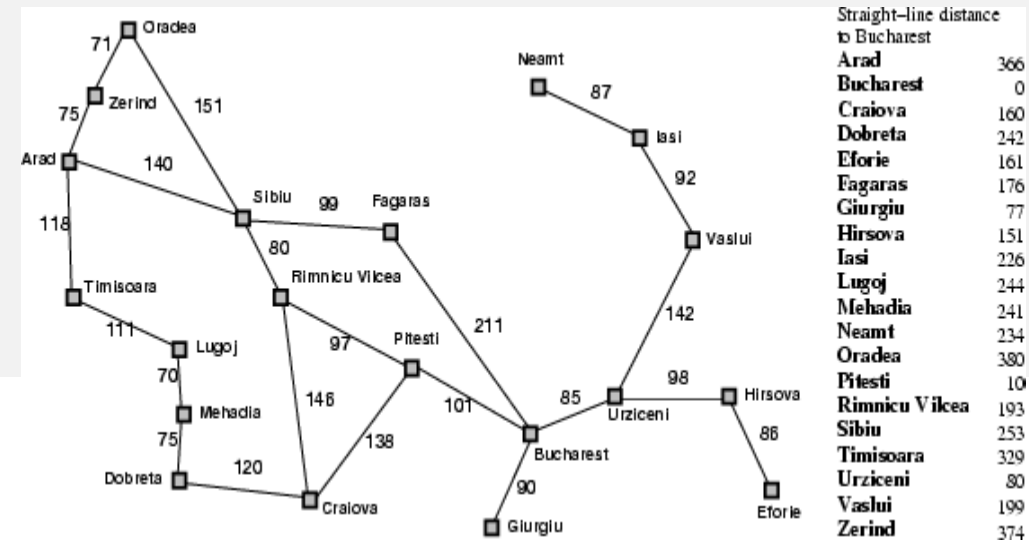 Oradea
71
Neamt
Zerind
87
151
75
Iasi
Arad
140
92
Sibiu
Fagaras
99
118
Vaslui
80
Timisoara
Rimnicu Vilcea
142
111
Pitesti
211
Lugoj
97
70
98
85
Hirsova
146
101
Mehadia
Urziceni
75
138
86
Bucharest
120
Dobreta
90
Craiova
Eforie
Giurgiu
Straight–line distance
to Bucharest
Arad 366
Bucharest 0
Craiova 160
Dobreta 242
Eforie 161
Fagaras 176
Giurgiu 77
Hirsova 151
Iasi 226
Lugoj 244
Mehadia 241
Neamt 234
Oradea 380
Pitesti 10
Rimnicu Vilcea 193
Sibiu 253
Timisoara 329
Urziceni 80
Vaslui 199
Zerind 374